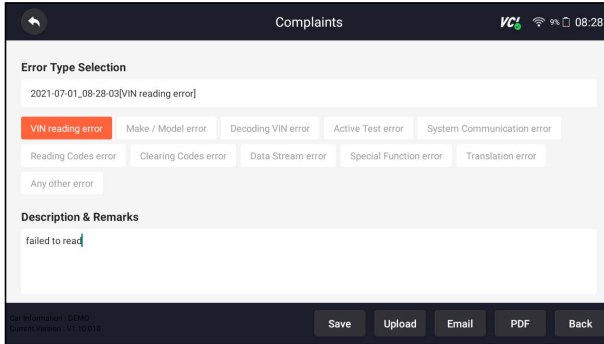 Complaints VCI 9% 08:28
Error Type Selection
2021-07-01_08-28-03[VIN reading error]
VIN reading error Make / Model error Decoding VIN error Active Test error System Communication error
Reading Codes error Clearing Codes error Data Stream error Special Function error Translation error
Any other error
Description & Remarks
failed to read
Car Information : DEMO
Current Version : V1.10.013
Save Upload Email PDF Back